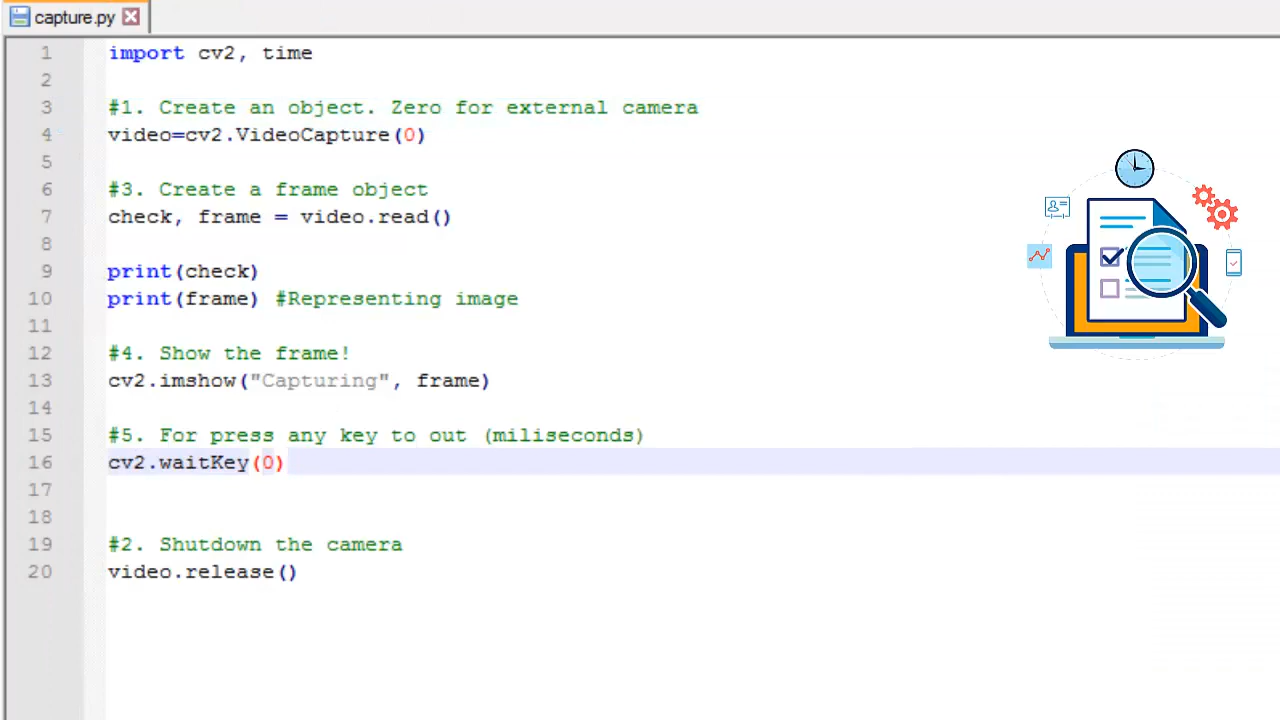 capture.py
1 import cv2, time
2
3 #1. Create an object. Zero for external camera
4 video=cv2.VideoCapture(0)
5
6 #3. Create a frame object
7 check, frame = video.read()
8
9 print(check)
10 print(frame) #Representing image
11
12 #4. Show the frame!
13 cv2.imshow("Capturing", frame)
14
15 #5. For press any key to out (miliseconds)
16 cv2.waitKey(0)
17
18
19 #2. Shutdown the camera
20 video.release()